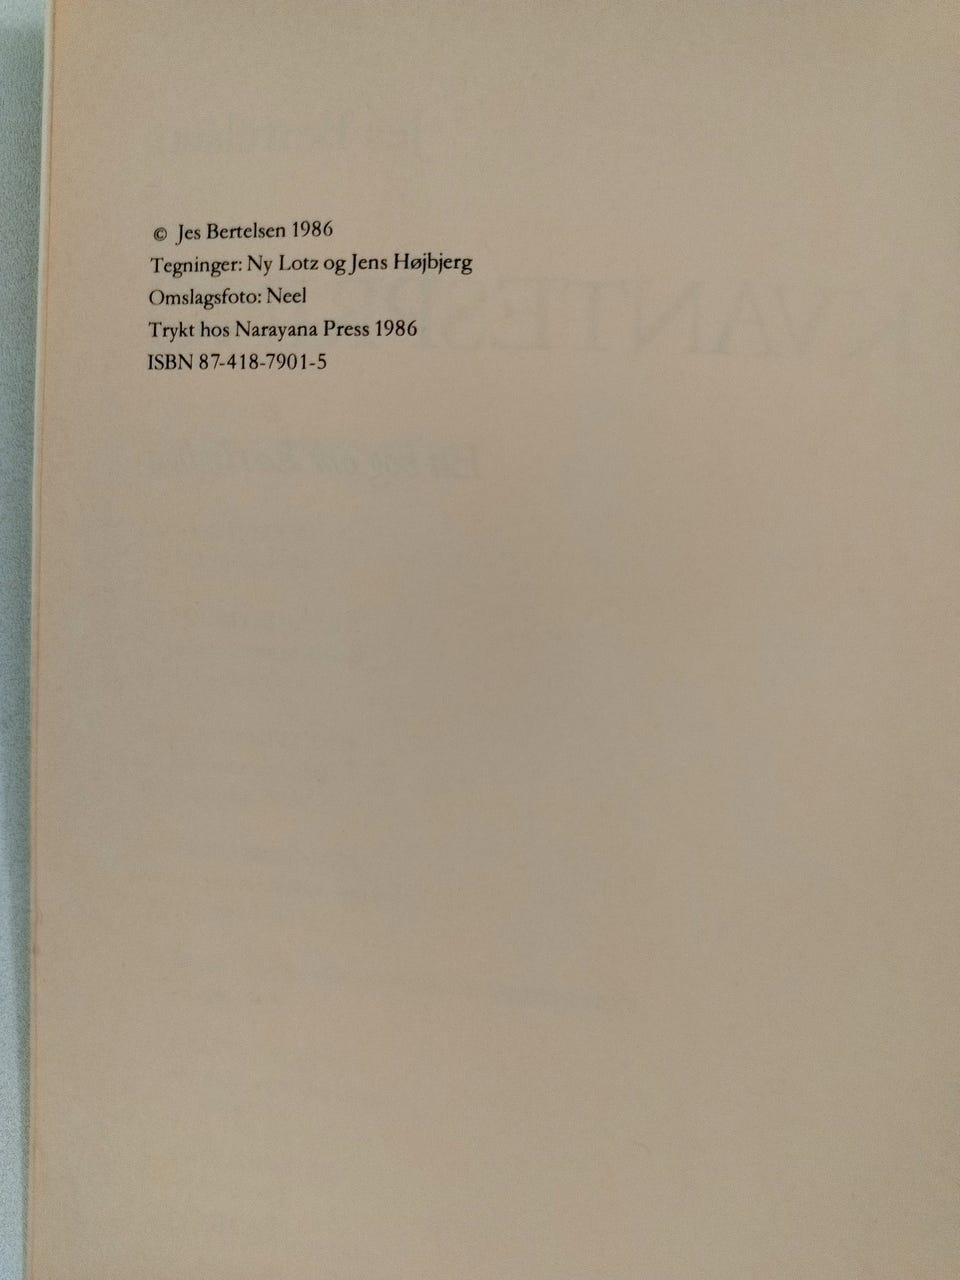 © Jes Bertelsen 1986
Tegninger: Ny Lotz og Jens Højbjerg
Omslagsfoto: Neel
Trykt hos Narayana Press 1986
ISBN 87-418-7901-5